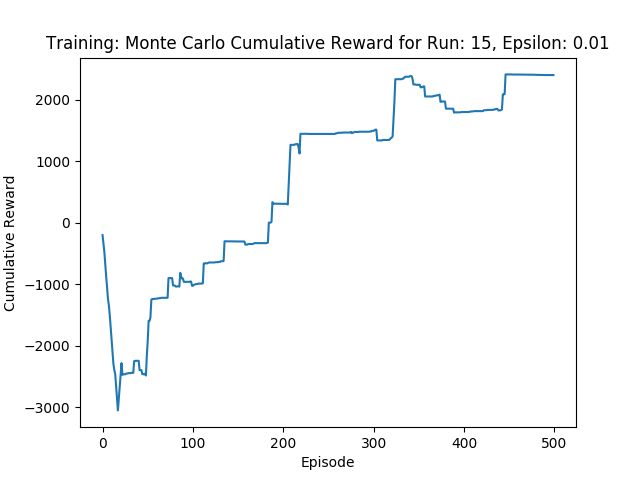 Training: Monte Carlo Cumulative Reward for Run: 15, Epsilon: 0.01
2000
1000
0
−1000
−2000
−3000
Cumulative Reward
0 100 200 300 400 500
Episode